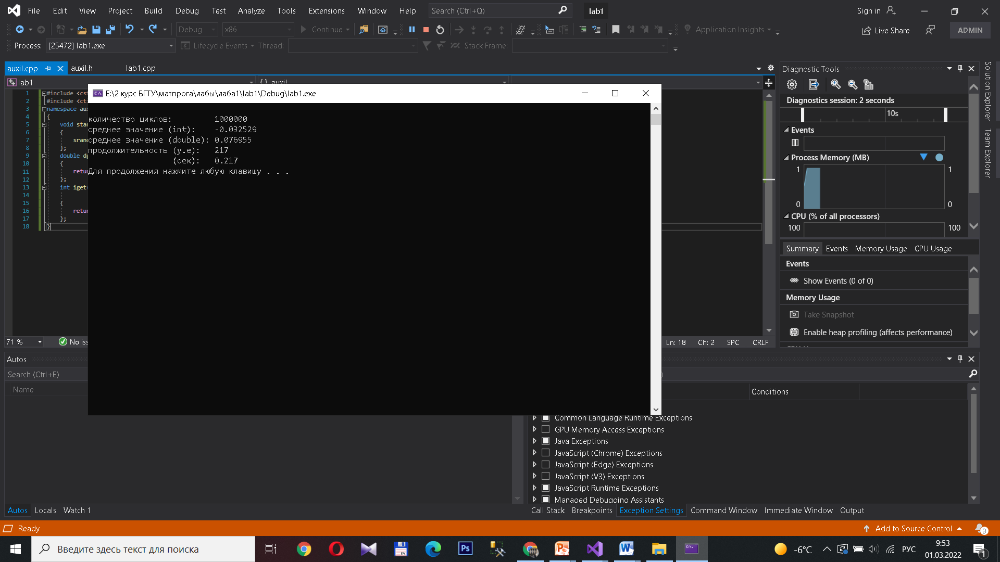 File Edit View Project Build Debug Test Analyze Tools Extensions Window Help Search (Ctrl+Q) lab1 Sign in
Debug x86 Continue Application Insights Live Share ADMIN
Process: [25472] lab1.exe Lifecycle Events Thread: Stack Frame:
auxil.cpp auxil.h lab1.cpp
lab1 auxil
E:\2 курс БГТУ\матпрога\лабы\лаба1\lab1\Debug\lab1.exe
количество циклов: 1000000
среднее значение (int): -0.032529
среднее значение (double): 0.076955
продолжительность (у.е): 217
(сек): 0.217
Для продолжения нажмите любую клавишу . . .
1 #include <cs
2 #include <ct
3 namespace aux
4 {
5 void sta
6 {
7 sran
8 };
9 double dg
10 {
11 retu
12 };
13 int iget
14
15 {
16 retu
17 };
18 }
71 % No iss
Ln: 18 Ch: 2 SPC CRLF
Diagnostic Tools
Diagnostics session: 2 seconds
10s
Events
Process Memory (MB)
1 1
0 0
CPU (% of all processors)
100 100
Summary Events Memory Usage CPU Usage
Events
Show Events (0 of 0)
Memory Usage
Take Snapshot
Enable heap profiling (affects performance)
Solution Explorer
Team Explorer
Autos
Search (Ctrl+E)
Name
Autos Locals Watch 1
Conditions
Common Language Runtime Exceptions
GPU Memory Access Exceptions
Java Exceptions
JavaScript (Chrome) Exceptions
JavaScript (Edge) Exceptions
JavaScript (V3) Exceptions
JavaScript Runtime Exceptions
Managed Debugging Assistants
Call Stack Breakpoints Exception Settings Command Window Immediate Window Output
Ready Add to Source Control 3
Введите здесь текст для поиска
-6°C РУС
9:53
01.03.2022
1